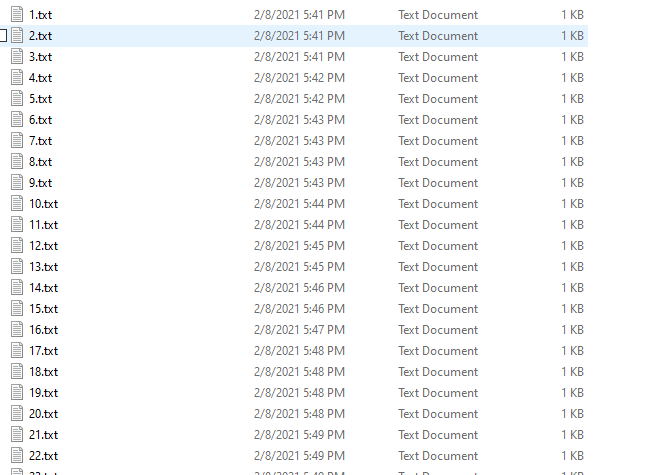 1.txt 2/8/2021 5:41 PM Text Document 1 KB
2.txt 2/8/2021 5:41 PM Text Document 1 KB
3.txt 2/8/2021 5:41 PM Text Document 1 KB
4.txt 2/8/2021 5:42 PM Text Document 1 KB
5.txt 2/8/2021 5:42 PM Text Document 1 KB
6.txt 2/8/2021 5:43 PM Text Document 1 KB
7.txt 2/8/2021 5:43 PM Text Document 1 KB
8.txt 2/8/2021 5:43 PM Text Document 1 KB
9.txt 2/8/2021 5:43 PM Text Document 1 KB
10.txt 2/8/2021 5:44 PM Text Document 1 KB
11.txt 2/8/2021 5:44 PM Text Document 1 KB
12.txt 2/8/2021 5:45 PM Text Document 1 KB
13.txt 2/8/2021 5:45 PM Text Document 1 KB
14.txt 2/8/2021 5:46 PM Text Document 1 KB
15.txt 2/8/2021 5:46 PM Text Document 1 KB
16.txt 2/8/2021 5:47 PM Text Document 1 KB
17.txt 2/8/2021 5:48 PM Text Document 1 KB
18.txt 2/8/2021 5:48 PM Text Document 1 KB
19.txt 2/8/2021 5:48 PM Text Document 1 KB
20.txt 2/8/2021 5:48 PM Text Document 1 KB
21.txt 2/8/2021 5:49 PM Text Document 1 KB
22.txt 2/8/2021 5:49 PM Text Document 1 KB